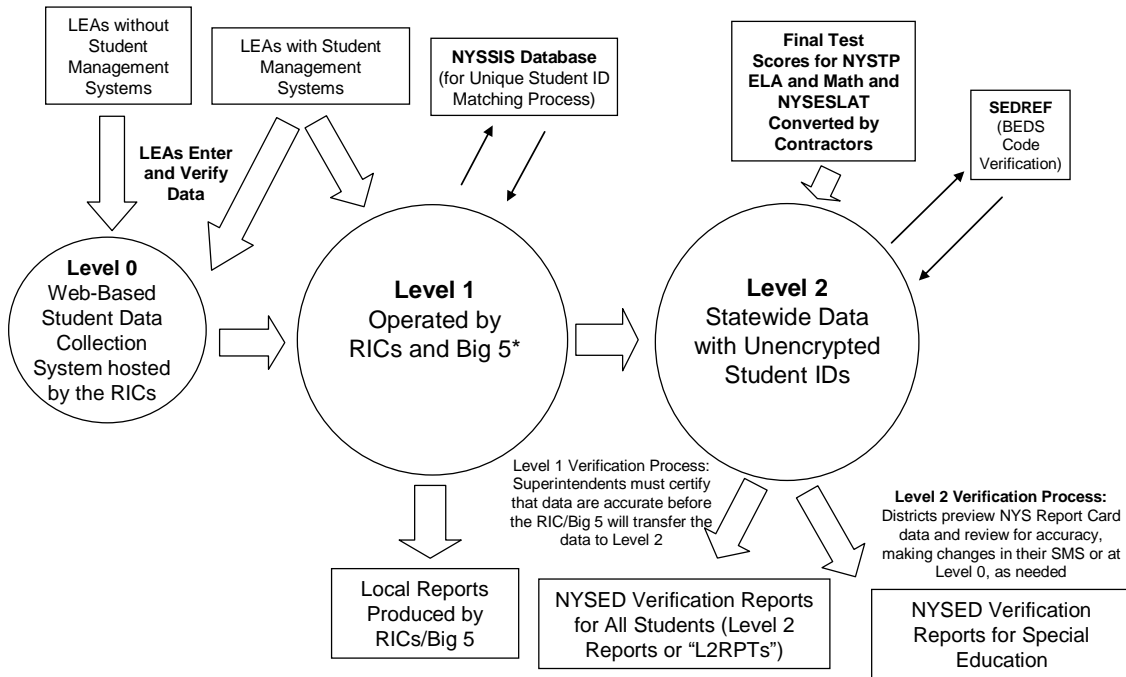 LEAs without
Student
Management
Systems
LEAs with Student
Management
Systems
NYSSIS Database
(for Unique Student ID
Matching Process)
Final Test
Scores for NYSTP
ELA and Math and
NYSESLAT
Converted by
Contractors
SEDREF
(BEDS
Code
Verification)
LEAs Enter
and Verify
Data
Level 0
Web-Based
Student Data
Collection
System hosted
by the RICs
Level 1
Operated by
RICs and Big 5*
Level 2
Statewide Data
with Unencrypted
Student IDs
Level 1 Verification Process:
Superintendents must certify
that data are accurate before
the RIC/Big 5 will transfer the
data to Level 2
Level 2 Verification Process:
Districts preview NYS Report Card
data and review for accuracy,
making changes in their SMS or at
Level 0, as needed
Local Reports
Produced by
RICs/Big 5
NYSED Verification Reports
for All Students (Level 2
Reports or “L2RPTs”)
NYSED Verification
Reports for Special
Education